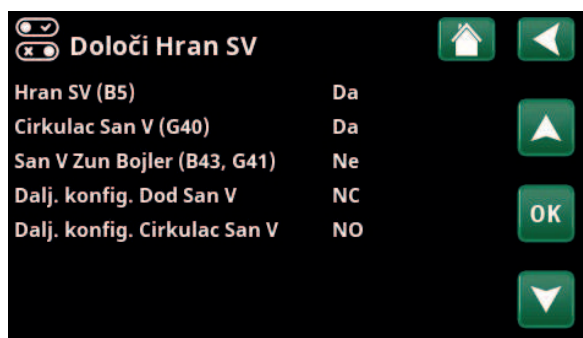 Določi Hran SV
Hran SV (B5) Da
Cirkulac San V (G40) Da
San V Zun Bojler (B43, G41) Ne
Dalj. konfig. Dod San V NC
Dalj. konfig. Cirkulac San V NO
OK